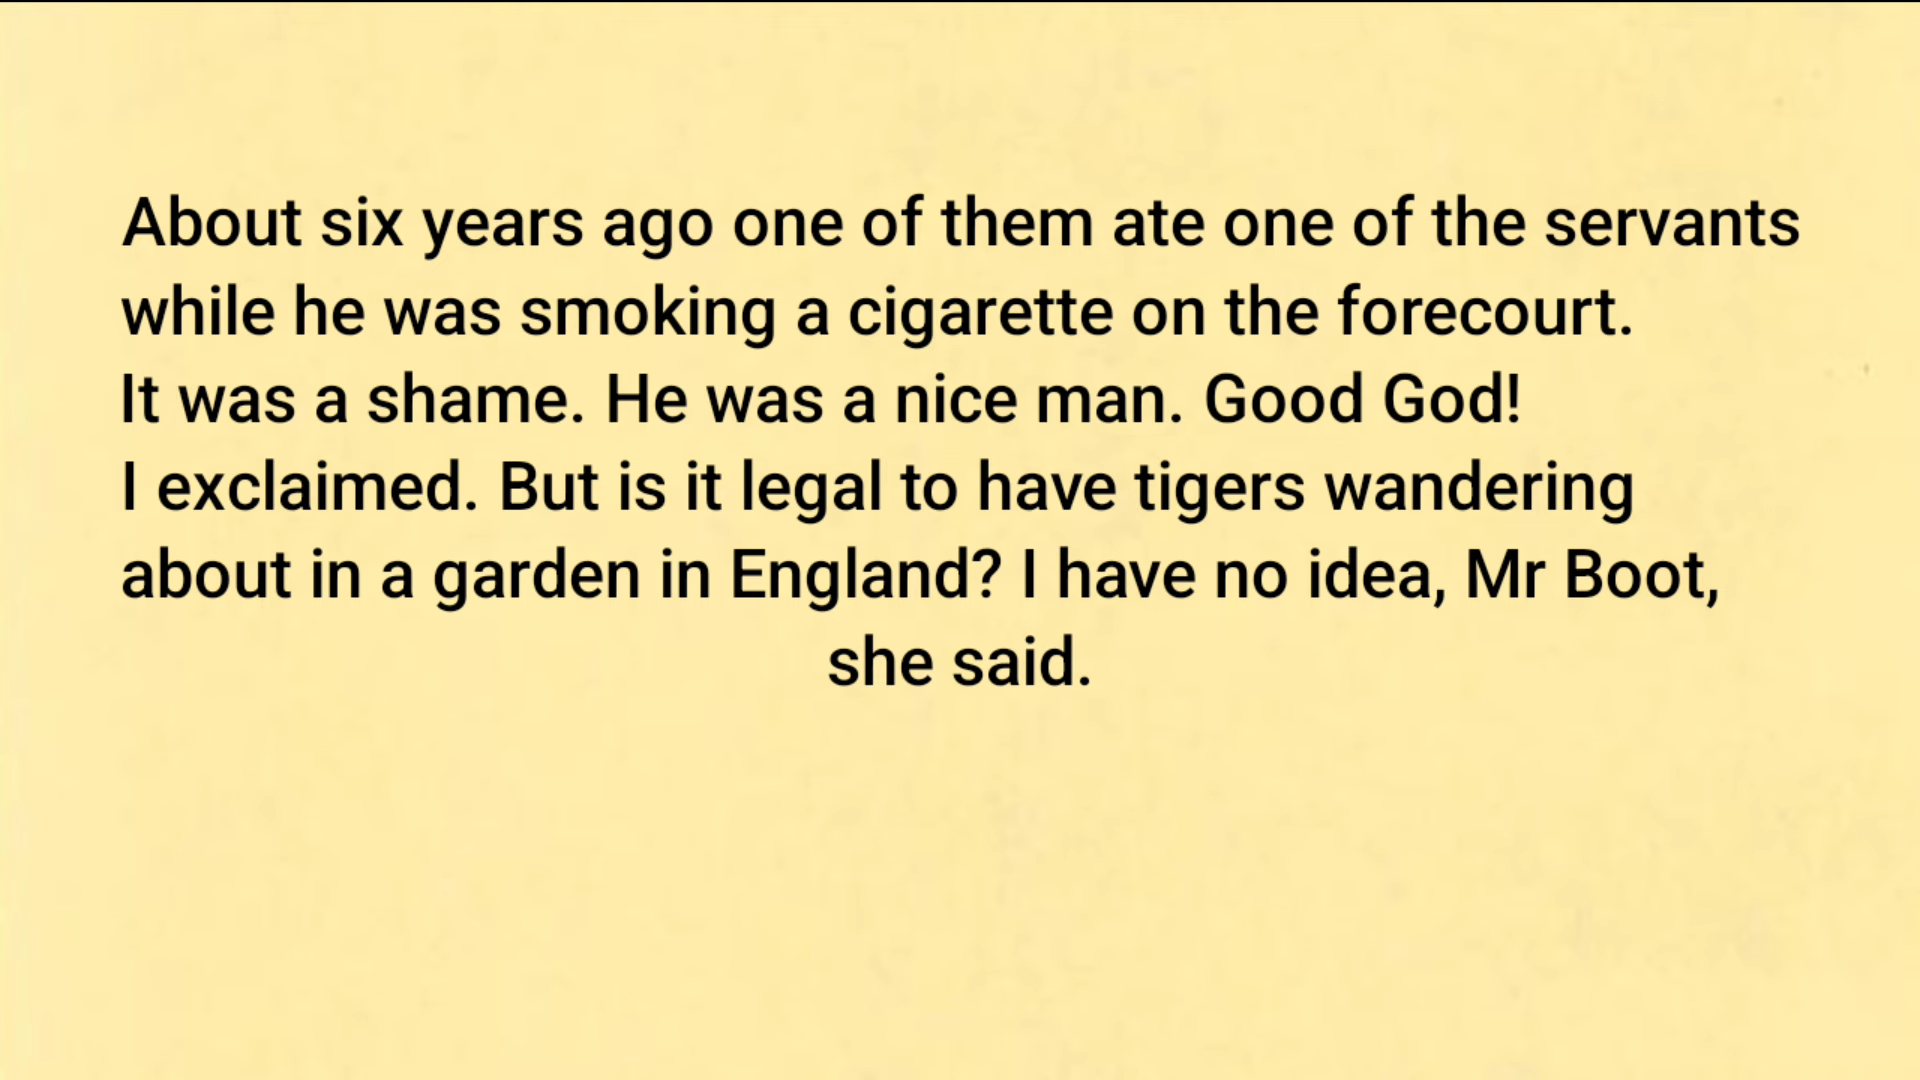 About six years ago one of them ate one of the servants
while he was smoking a cigarette on the forecourt.
It was a shame. He was a nice man. Good God!
I exclaimed. But is it legal to have tigers wandering
about in a garden in England? I have no idea, Mr Boot,
she said.